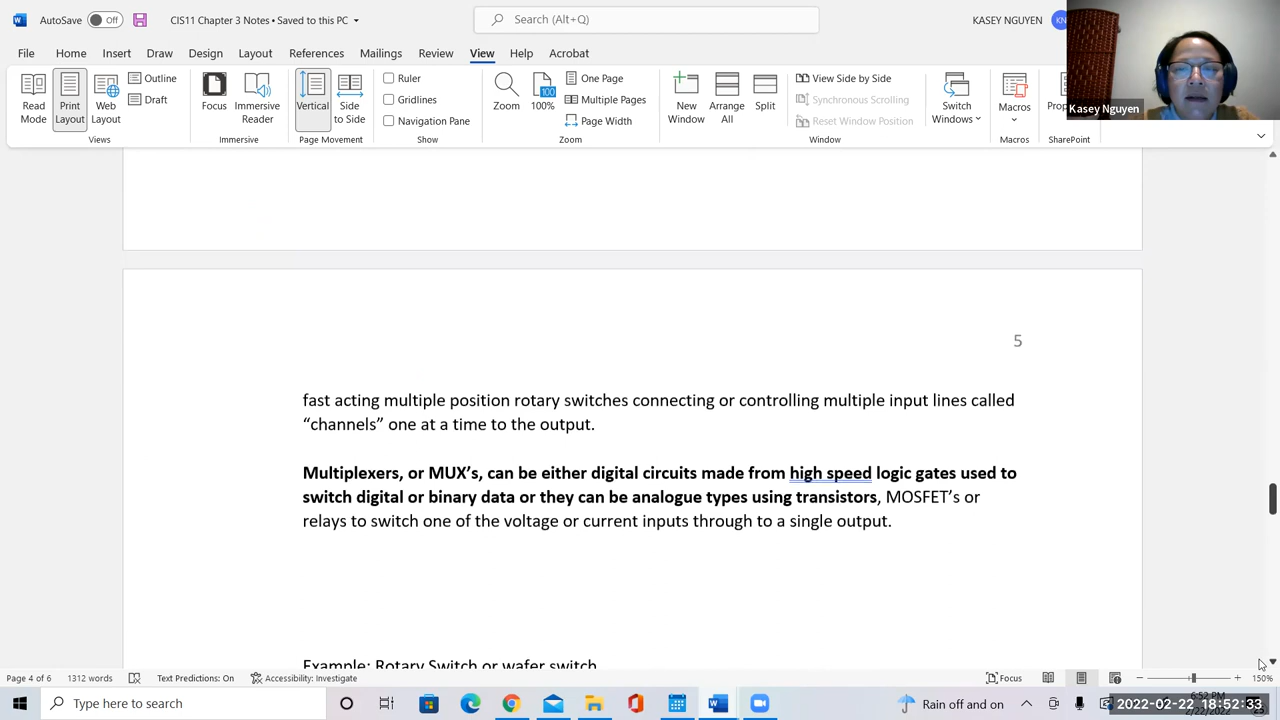 AutoSave Off CIS11 Chapter 3 Notes • Saved to this PC Search (Alt+Q) KASEY NGUYEN KN
File Home Insert Draw Design Layout References Mailings Review View Help Acrobat
Read Mode
Print Layout
Web Layout
Outline
Draft
Views
Focus
Immersive Reader
Immersive
Vertical
Side to Side
Page Movement
Ruler
Gridlines
Navigation Pane
Show
Zoom
100
100%
One Page
Multiple Pages
Page Width
Zoom
New Window
Arrange All
Split
View Side by Side
Synchronous Scrolling
Reset Window Position
Window
Switch Windows
Macros
Macros
SharePoint
Kasey Nguyen
5
fast acting multiple position rotary switches connecting or controlling multiple input lines called
“channels” one at a time to the output.
Multiplexers, or MUX’s, can be either digital circuits made from high speed logic gates used to
switch digital or binary data or they can be analogue types using transistors, MOSFET’s or
relays to switch one of the voltage or current inputs through to a single output.
Example: Rotary Switch or wafer switch
Page 4 of 6 1312 words Text Predictions: On Accessibility: Investigate Focus 150%
Type here to search Rain off and on
6:52 PM
2022-02-22 18:52:33
2/22/2022